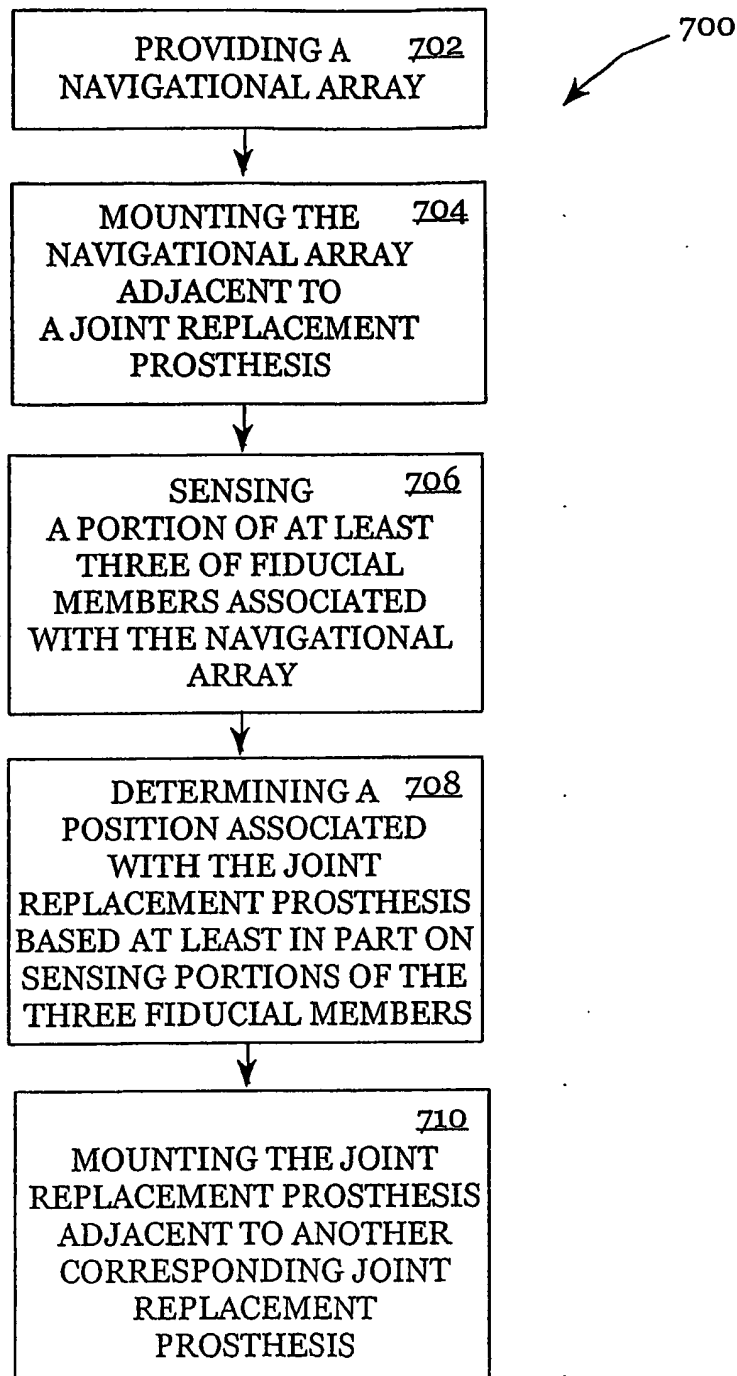 700
PROVIDING A 702
NAVIGATIONAL ARRAY
MOUNTING THE 704
NAVIGATIONAL ARRAY
ADJACENT TO
A JOINT REPLACEMENT
PROSTHESIS
SENSING 706
A PORTION OF AT LEAST
THREE OF FIDUCIAL
MEMBERS ASSOCIATED
WITH THE NAVIGATIONAL
ARRAY
DETERMINING A 708
POSITION ASSOCIATED
WITH THE JOINT
REPLACEMENT PROSTHESIS
BASED AT LEAST IN PART ON
SENSING PORTIONS OF THE
THREE FIDUCIAL MEMBERS
710
MOUNTING THE JOINT
REPLACEMENT PROSTHESIS
ADJACENT TO ANOTHER
CORRESPONDING JOINT
REPLACEMENT
PROSTHESIS